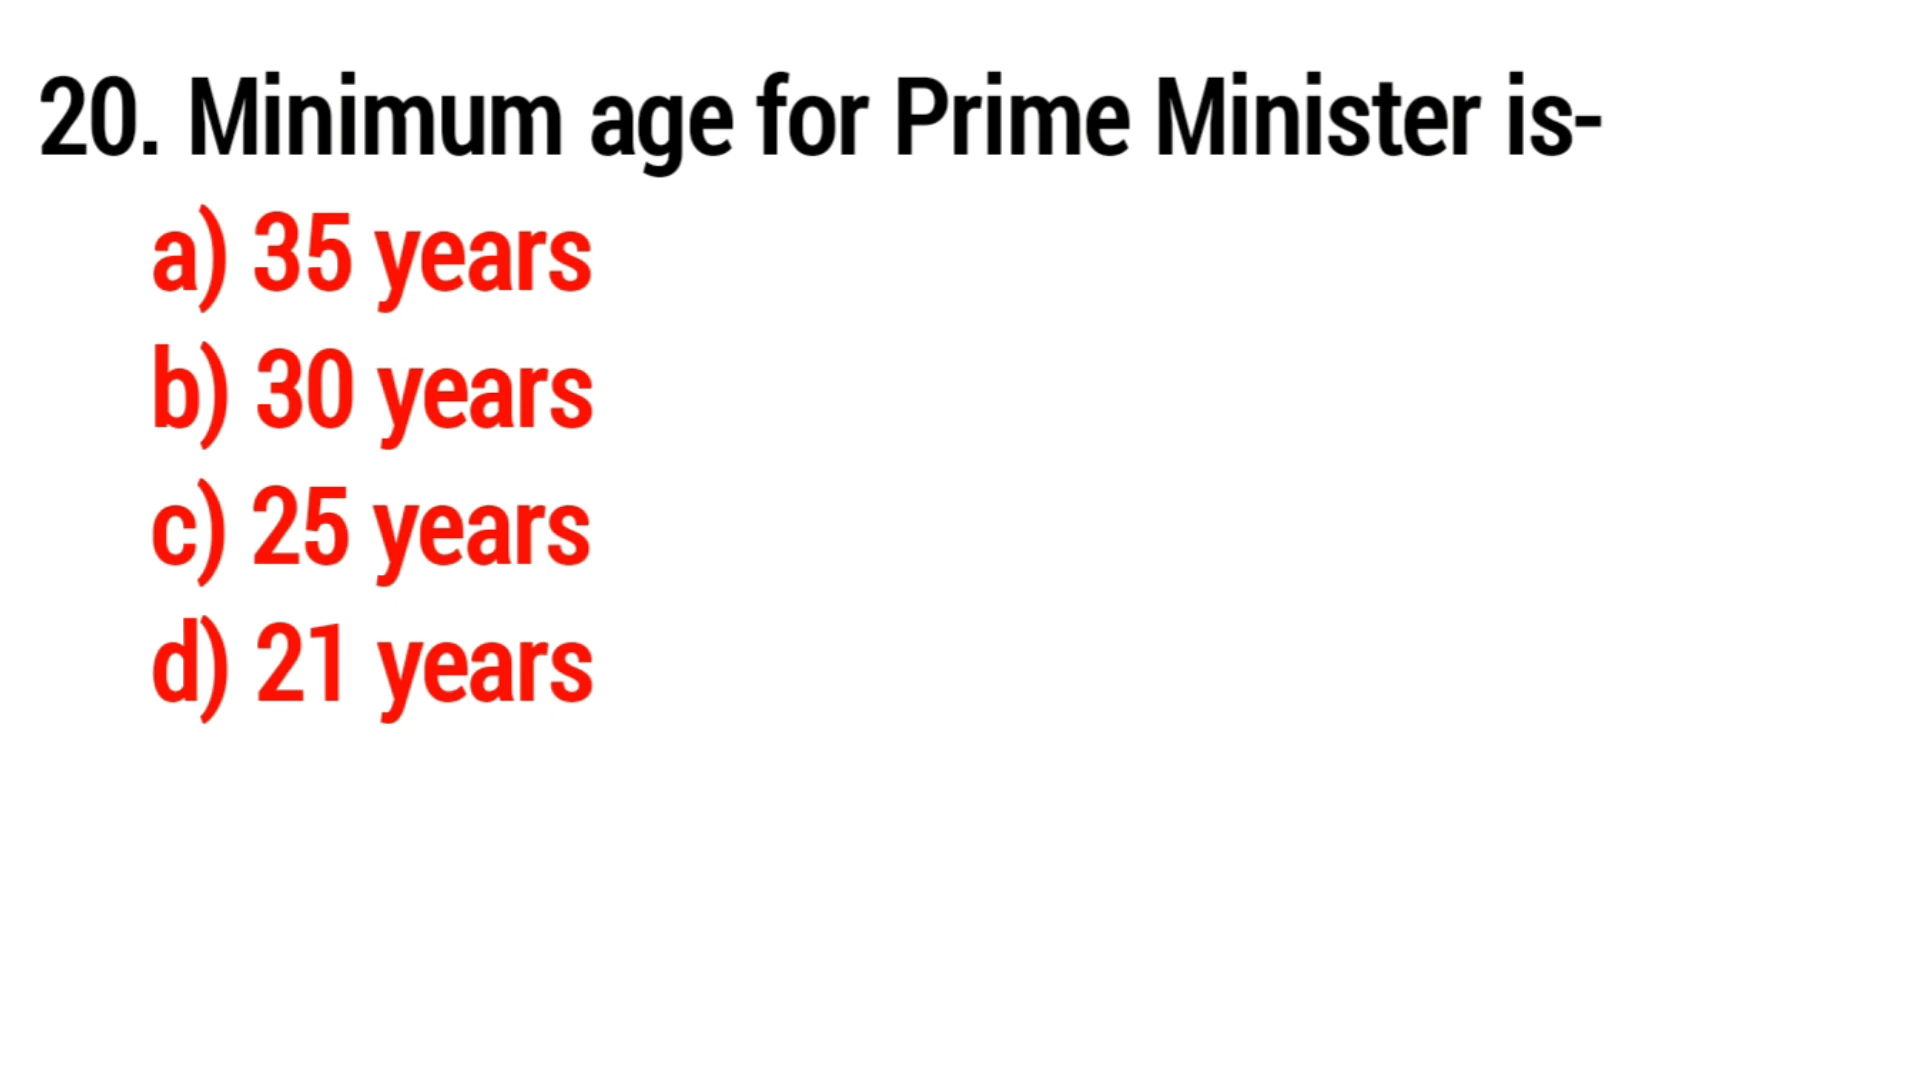 20. Minimum age for Prime Minister is-
a) 35 years
b) 30 years
c) 25 years
d) 21 years